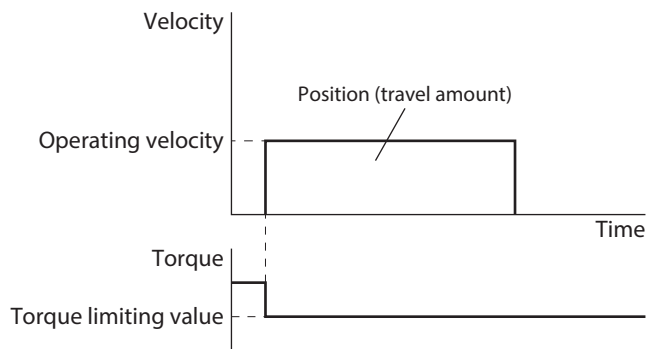 Velocity
Position (travel amount)
Operating velocity
Time
Torque
Torque limiting value